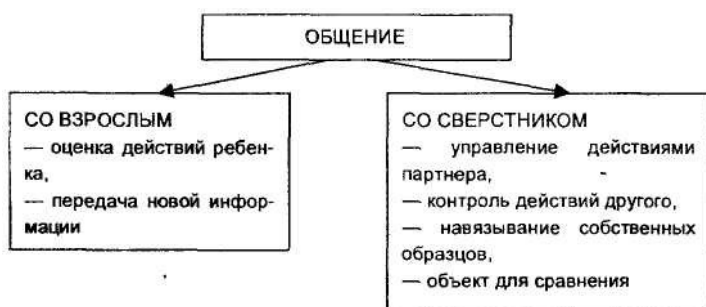 ОБЩЕНИЕ
СО ВЗРОСЛЫМ
— оценка действий ребен-
ка,
— передача новой инфор-
мации
СО СВЕРСТНИКОМ
— управление действиями
партнера,
— контроль действий другого,
— навязывание собственных
образцов,
— объект для сравнения